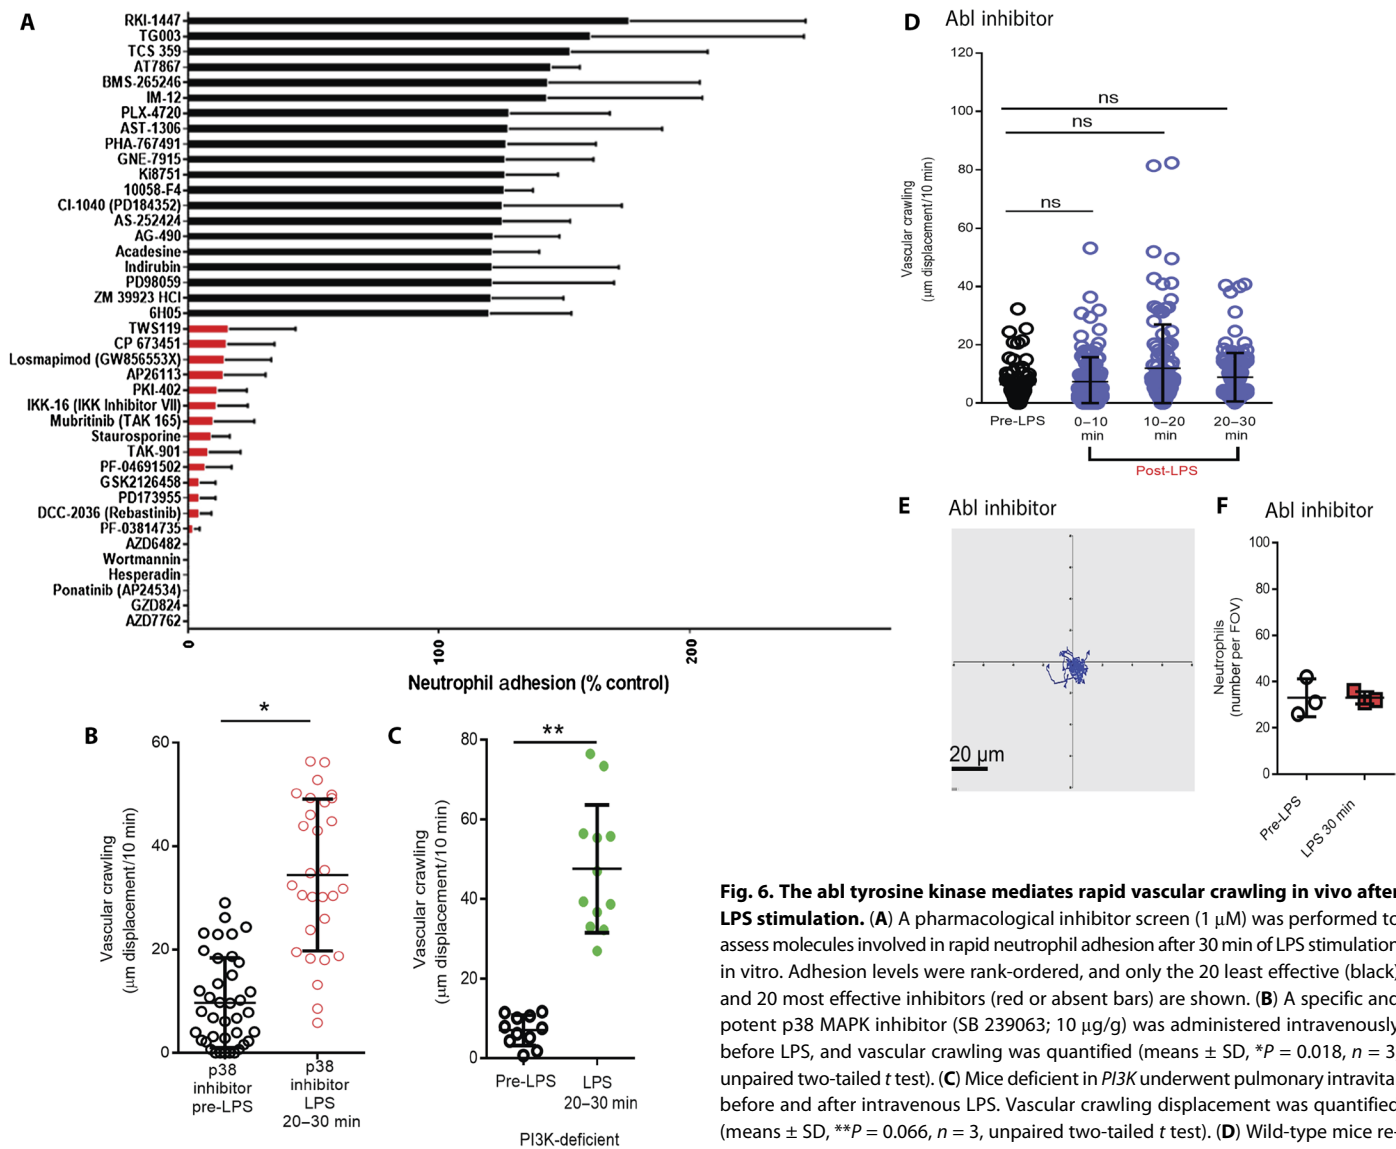 A
RKI-1447
TG003
TCS 359
AT7867
BMS-265246
IM-12
PLX-4720
AST-1306
PHA-767491
GNE-7915
Ki8751
10058-F4
CI-1040 (PD184352)
AS-252424
AG-490
Acadesine
Indirubin
PD98059
ZM 39923 HCl
6H05
TWS119
CP 673451
Losmapimod (GW856553X)
AP26113
PKI-402
IKK-16 (IKK Inhibitor VII)
Mubritinib (TAK 165)
Staurosporine
TAK-901
PF-04691502
GSK2126458
PD173955
DCC-2036 (Rebastinib)
PF-03814735
AZD6482
Wortmannin
Hesperadin
Ponatinib (AP24534)
GZD824
AZD7762
0 100 200
Neutrophil adhesion (% control)
D Abl inhibitor
120
100
80
60
40
20
0
Vascular crawling
(µm displacement/10 min)
ns
ns
ns
Pre-LPS 0–10 10–20 20–30
min min min
Post-LPS
E Abl inhibitor
20 µm
F Abl inhibitor
100
80
60
40
20
0
Neutrophils
(number per FOV)
Pre-LPS
LPS 30 min
B
*
60
40
20
0
Vascular crawling
(µm displacement/10 min)
p38
inhibitor
pre-LPS
p38
inhibitor
LPS
20–30 min
C
**
80
60
40
20
0
Vascular crawling
(µm displacement/10 min)
Pre-LPS LPS
20–30 min
PI3K-deficient
Fig. 6. The abl tyrosine kinase mediates rapid vascular crawling in vivo after
LPS stimulation. (A) A pharmacological inhibitor screen (1 µM) was performed to
assess molecules involved in rapid neutrophil adhesion after 30 min of LPS stimulation
in vitro. Adhesion levels were rank-ordered, and only the 20 least effective (black)
and 20 most effective inhibitors (red or absent bars) are shown. (B) A specific and
potent p38 MAPK inhibitor (SB 239063; 10 µg/g) was administered intravenously
before LPS, and vascular crawling was quantified (means ± SD, *P = 0.018, n = 3
unpaired two-tailed t test). (C) Mice deficient in PI3K underwent pulmonary intravita
before and after intravenous LPS. Vascular crawling displacement was quantified
(means ± SD, **P = 0.066, n = 3, unpaired two-tailed t test). (D) Wild-type mice re-